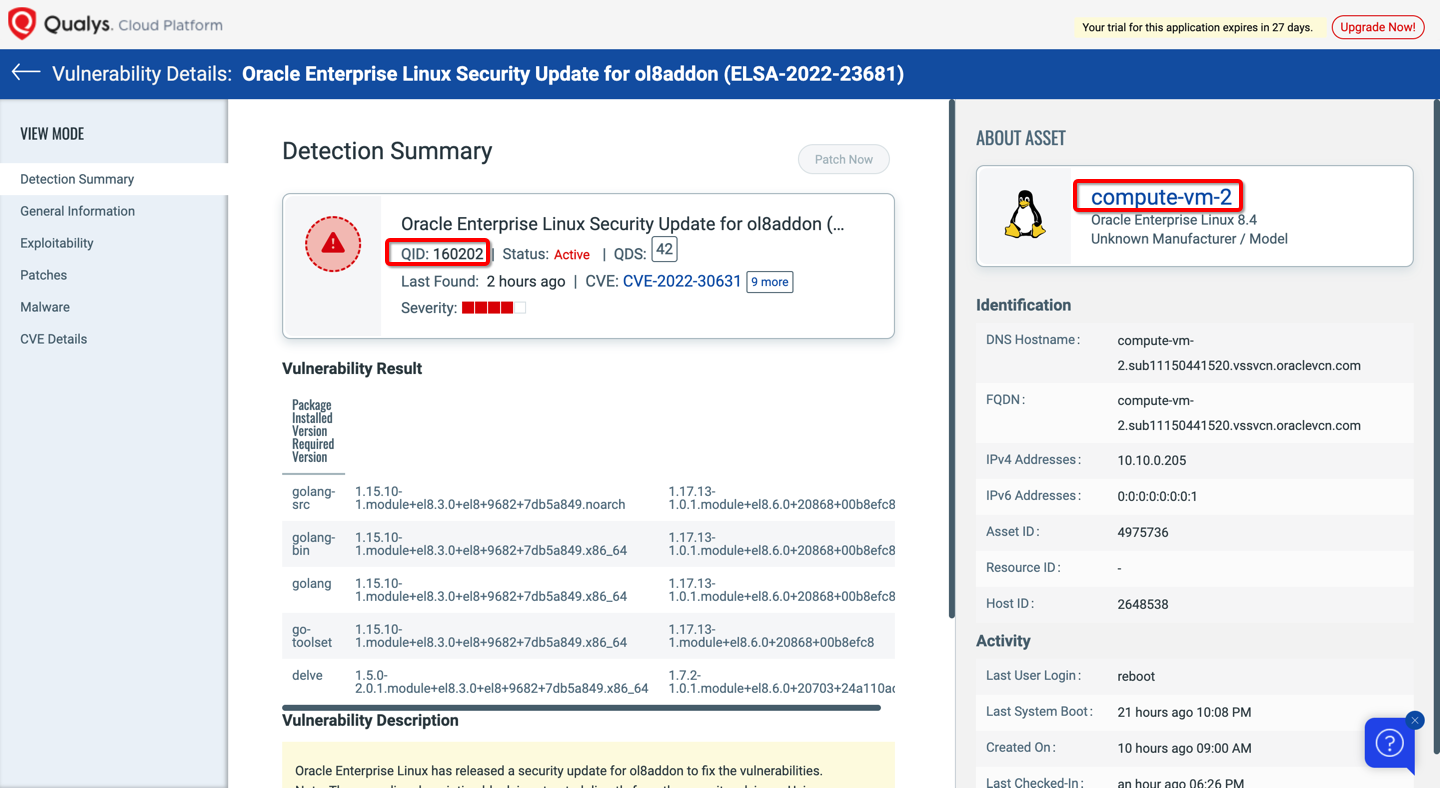 Qualys. Cloud Platform
Your trial for this application expires in 27 days.
Upgrade Now!
Vulnerability Details: Oracle Enterprise Linux Security Update for ol8addon (ELSA-2022-23681)
VIEW MODE
Detection Summary
General Information
Exploitability
Patches
Malware
CVE Details
Detection Summary
Patch Now
Oracle Enterprise Linux Security Update for ol8addon (...
QID: 160202 | Status: Active | QDS: 42
Last Found: 2 hours ago | CVE: CVE-2022-30631 9 more
Severity:
Vulnerability Result
Package
Installed
Version
Required
Version
golang-src 1.15.10-1.module+el8.3.0+el8+9682+7db5a849.noarch 1.17.13-1.0.1.module+el8.6.0+20868+00b8efc8
golang-bin 1.15.10-1.module+el8.3.0+el8+9682+7db5a849.x86_64 1.17.13-1.0.1.module+el8.6.0+20868+00b8efc8
golang 1.15.10-1.module+el8.3.0+el8+9682+7db5a849.x86_64 1.17.13-1.0.1.module+el8.6.0+20868+00b8efc8
go-toolset 1.15.10-1.module+el8.3.0+el8+9682+7db5a849.x86_64 1.17.13-1.module+el8.6.0+20868+00b8efc8
delve 1.5.0-2.0.1.module+el8.3.0+el8+9682+7db5a849.x86_64 1.7.2-1.0.1.module+el8.6.0+20703+24a110a
Vulnerability Description
Oracle Enterprise Linux has released a security update for ol8addon to fix the vulnerabilities.
ABOUT ASSET
compute-vm-2
Oracle Enterprise Linux 8.4
Unknown Manufacturer / Model
Identification
DNS Hostname: compute-vm-
2.sub11150441520.vssvcn.oraclevcn.com
FQDN: compute-vm-
2.sub11150441520.vssvcn.oraclevcn.com
IPv4 Addresses: 10.10.0.205
IPv6 Addresses: 0:0:0:0:0:0:0:1
Asset ID: 4975736
Resource ID: -
Host ID: 2648538
Activity
Last User Login: reboot
Last System Boot: 21 hours ago 10:08 PM
Created On: 10 hours ago 09:00 AM
Last Checked-In: an hour ago 06:26 PM